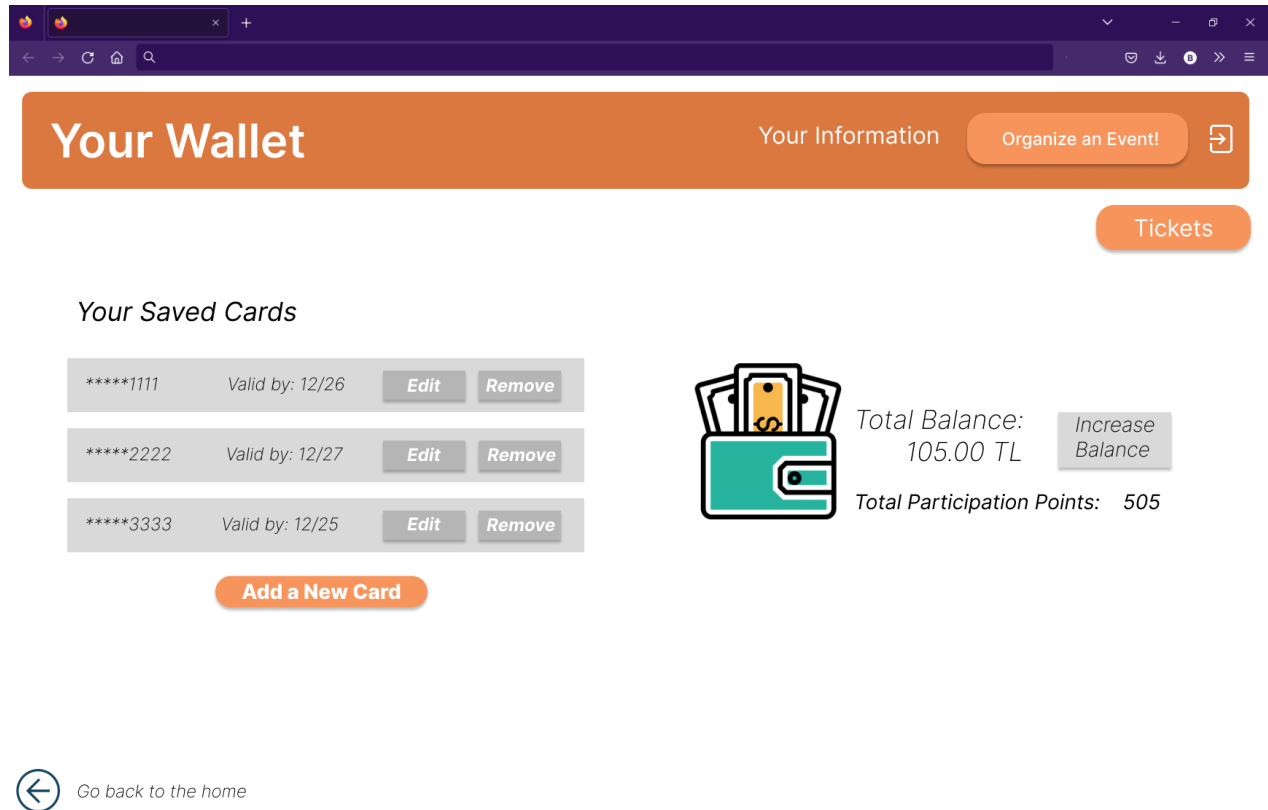 Your Wallet
Your Information
Organize an Event!
Tickets
Your Saved Cards
*****1111 Valid by: 12/26 Edit Remove
*****2222 Valid by: 12/27 Edit Remove
*****3333 Valid by: 12/25 Edit Remove
Add a New Card
Total Balance:
105.00 TL
Increase
Balance
Total Participation Points: 505
Go back to the home